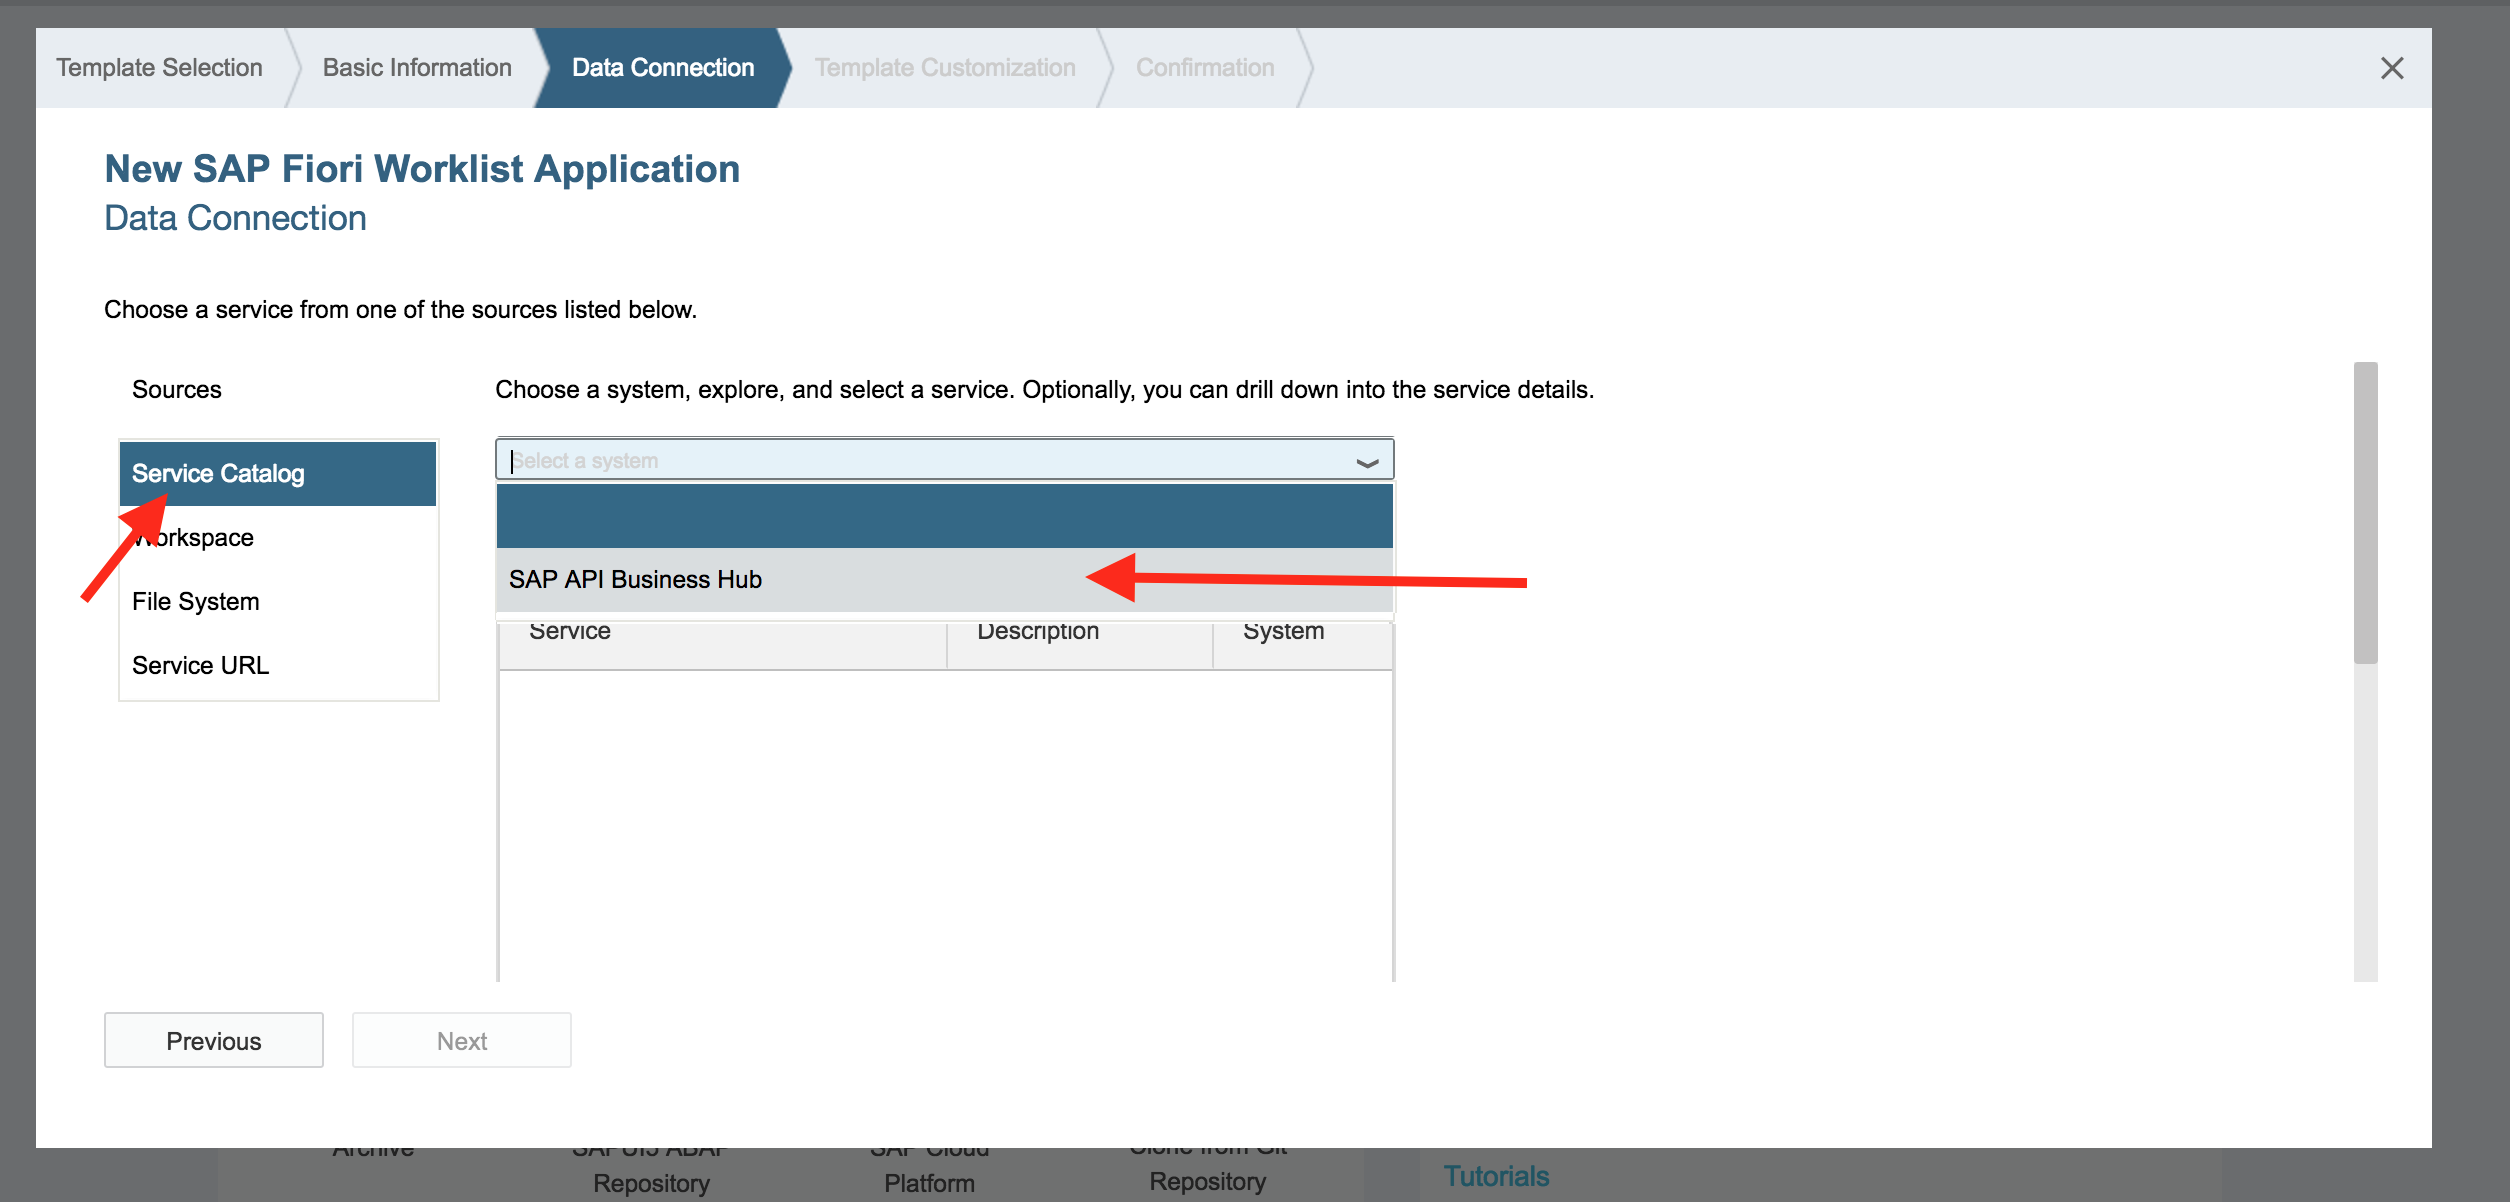 Template Selection
Basic Information
Data Connection
Template Customization
Confirmation
New SAP Fiori Worklist Application
Data Connection
Choose a service from one of the sources listed below.
Sources
Choose a system, explore, and select a service. Optionally, you can drill down into the service details.
Service Catalog
Workspace
File System
Service URL
Select a system
SAP API Business Hub
Service
Description
System
Previous
Next
Archive
SAPUI5 ABAP
Repository
SAP Cloud
Platform
Clone from Git
Repository
Tutorials